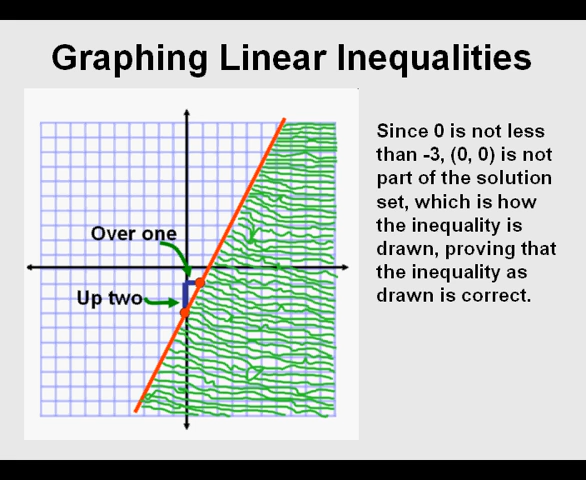 Graphing Linear Inequalities
Over one
Up two
Since 0 is not less
than -3, (0, 0) is not
part of the solution
set, which is how
the inequality is
drawn, proving that
the inequality as
drawn is correct.